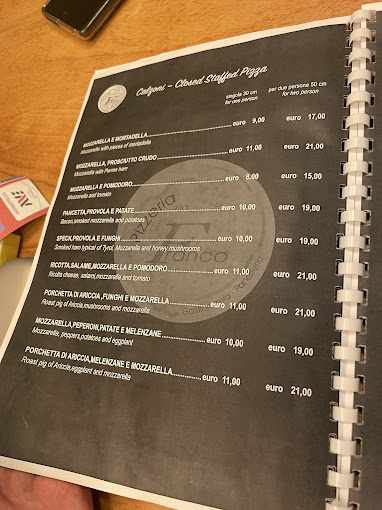 Calzoni – Closed Stuffed Pizza
singola 30 cm
for one person
per due persone 50 cm
for two person
MOZZARELLA E MORTADELLA euro 9,00 euro 17,00
Mozzarella with pieces of mortadella
MOZZARELLA, PROSCIUTTO CRUDO euro 11,00 euro 21,00
Mozzarella with Parma ham
MOZZARELLA E POMODORO euro 8,00 euro 15,00
Mozzarella and tomato
PANCETTA,PROVOLA E PATATE euro 10,00 euro 19,00
Bacon,smoked mozzarella and potatoes
SPECK,PROVOLA E FUNGHI euro 10,00 euro 19,00
Smoked ham typical of Tyrol, Mozzarella and honey mushrooms
RICOTTA,SALAME,MOZZARELLA E POMODORO euro 11,00 euro 21,00
Ricotta cheese, salami,mozzarella and tomato
PORCHETTA DI ARICCIA ,FUNGHI E MOZZARELLA euro 11,00 euro 21,00
Roast pig of Ariccia,mushrooms and mozzarella
MOZZARELLA,PEPERONI,PATATE E MELENZANE euro 10,00 euro 19,00
Mozzarella, peppers,potatoes and eggplant
PORCHETTA DI ARICCIA,MELENZANE E MOZZARELLA euro 11,00 euro 21,00
Roast pig of Ariccia,eggplant and mozzarella
pizzeria
Franco